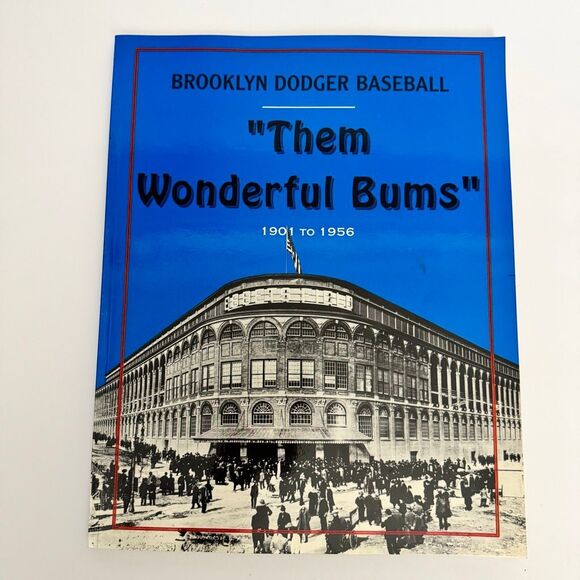 BROOKLYN DODGER BASEBALL
"Them
Wonderful Bums"
1901 TO 1956